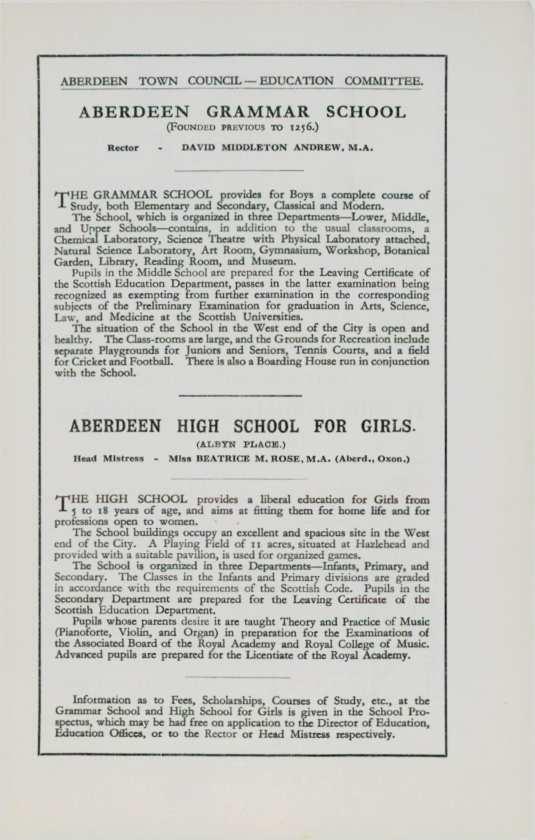 ABERDEEN TOWN COUNCIL — EDUCATION COMMITTEE.
ABERDEEN GRAMMAR SCHOOL
(FOUNDED PREVIOUS TO 1256.)
Rector - DAVID MIDDLETON ANDREW, M.A.
THE GRAMMAR SCHOOL provides for Boys a complete course of
Study, both Elementary and Secondary, Classical and Modern.
The School, which is organized in three Departments—Lower, Middle,
and Upper Schools—contains, in addition to the usual classrooms, a
Chemical Laboratory, Science Theatre with Physical Laboratory attached,
Natural Science Laboratory, Art Room, Gymnasium, Workshop, Botanical
Garden, Library, Reading Room, and Museum.
Pupils in the Middle School are prepared for the Leaving Certificate of
the Scottish Education Department, passes in the latter examination being
recognized as exempting from further examination in the corresponding
subjects of the Preliminary Examination for graduation in Arts, Science,
Law, and Medicine at the Scottish Universities.
The situation of the School in the West end of the City is open and
healthy. The Class-rooms are large, and the Grounds for Recreation include
separate Playgrounds for Juniors and Seniors, Tennis Courts, and a field
for Cricket and Football. There is also a Boarding House run in conjunction
with the School.
ABERDEEN HIGH SCHOOL FOR GIRLS.
(ALBYN PLACE.)
Head Mistress - Miss BEATRICE M. ROSE, M.A. (Aberd., Oxon.)
THE HIGH SCHOOL provides a liberal education for Girls from
5 to 18 years of age, and aims at fitting them for home life and for
professions open to women.
The School buildings occupy an excellent and spacious site in the West
end of the City. A Playing Field of 11 acres, situated at Hazlehead and
provided with a suitable pavilion, is used for organized games.
The School is organized in three Departments—Infants, Primary, and
Secondary. The Classes in the Infants and Primary divisions are graded
in accordance with the requirements of the Scottish Code. Pupils in the
Secondary Department are prepared for the Leaving Certificate of the
Scottish Education Department.
Pupils whose parents desire it are taught Theory and Practice of Music
(Pianoforte, Violin, and Organ) in preparation for the Examinations of
the Associated Board of the Royal Academy and Royal College of Music.
Advanced pupils are prepared for the Licentiate of the Royal Academy.
Information as to Fees, Scholarships, Courses of Study, etc., at the
Grammar School and High School for Girls is given in the School Pro-
spectus, which may be had free on application to the Director of Education,
Education Offices, or to the Rector or Head Mistress respectively.